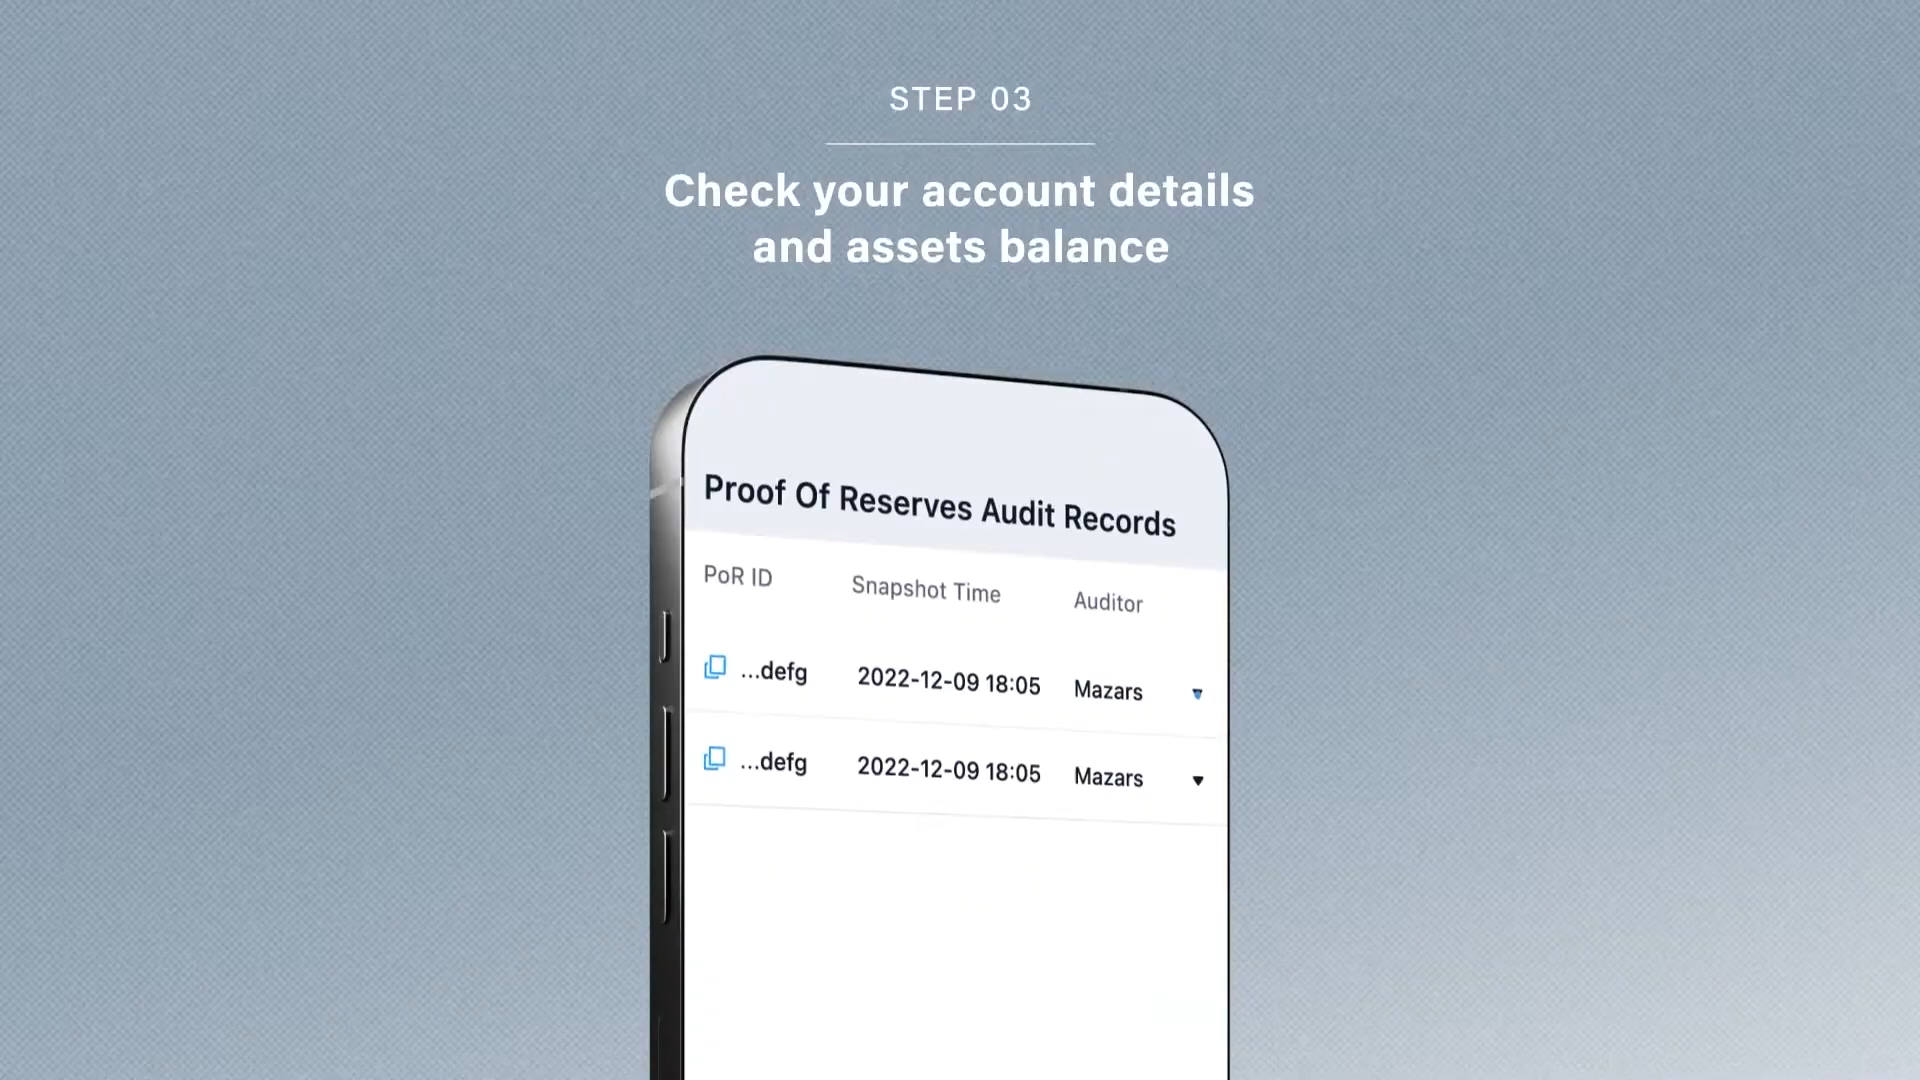 STEP 03
Check your account details
and assets balance
Proof Of Reserves Audit Records
PoR ID Snapshot Time Auditor
...defg 2022-12-09 18:05 Mazars
...defg 2022-12-09 18:05 Mazars